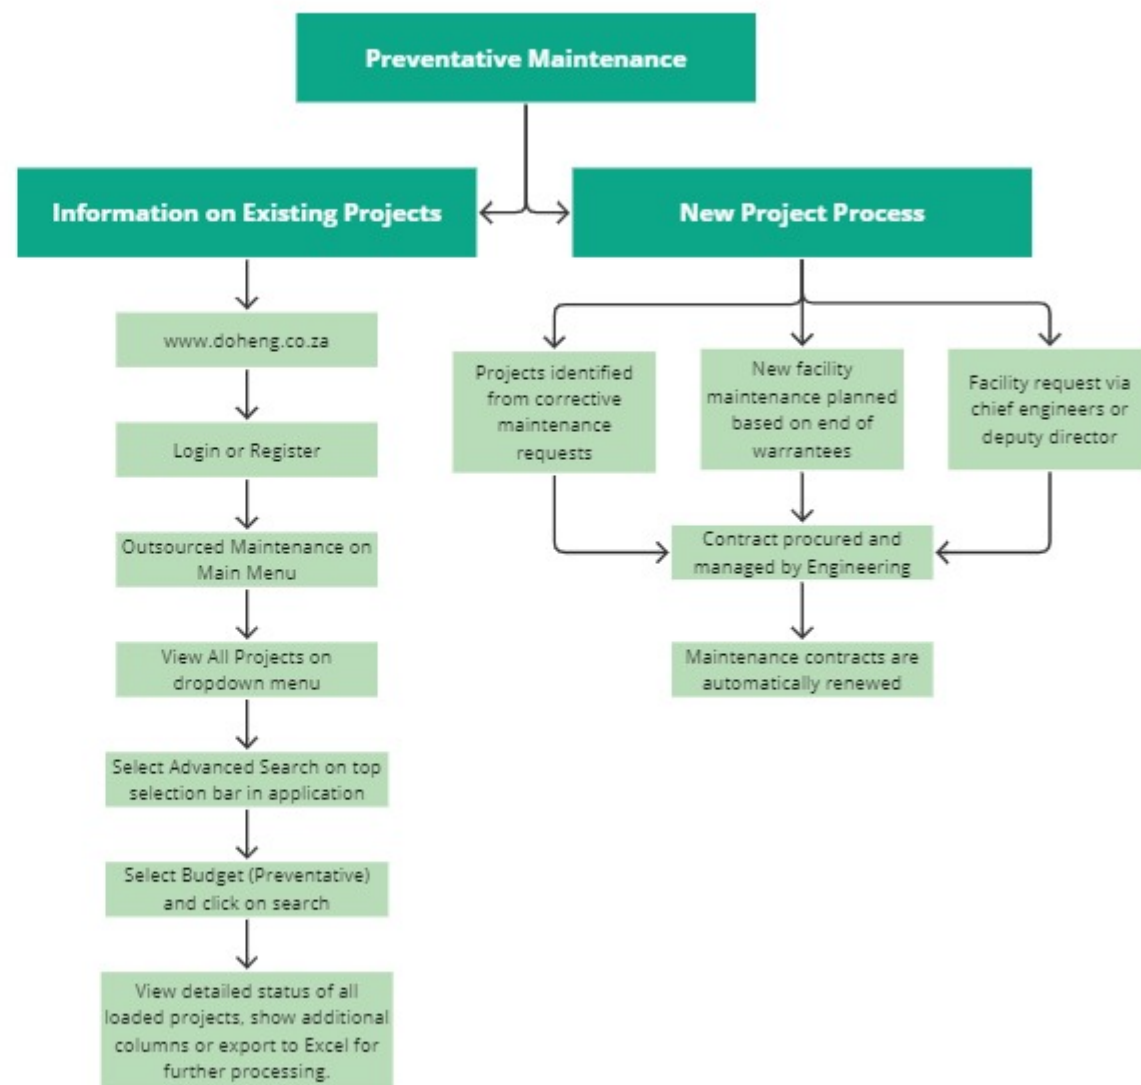 Preventative Maintenance
Information on Existing Projects
New Project Process
www.doheng.co.za
Login or Register
Outsourced Maintenance on
Main Menu
View All Projects on
dropdown menu
Select Advanced Search on top
selection bar in application
Select Budget (Preventative)
and click on search
View detailed status of all
loaded projects, show additional
columns or export to Excel for
further processing.
Projects identified
from corrective
maintenance
requests
New facility
maintenance planned
based on end of
warrantees
Facility request via
chief engineers or
deputy director
Contract procured and
managed by Engineering
Maintenance contracts are
automatically renewed